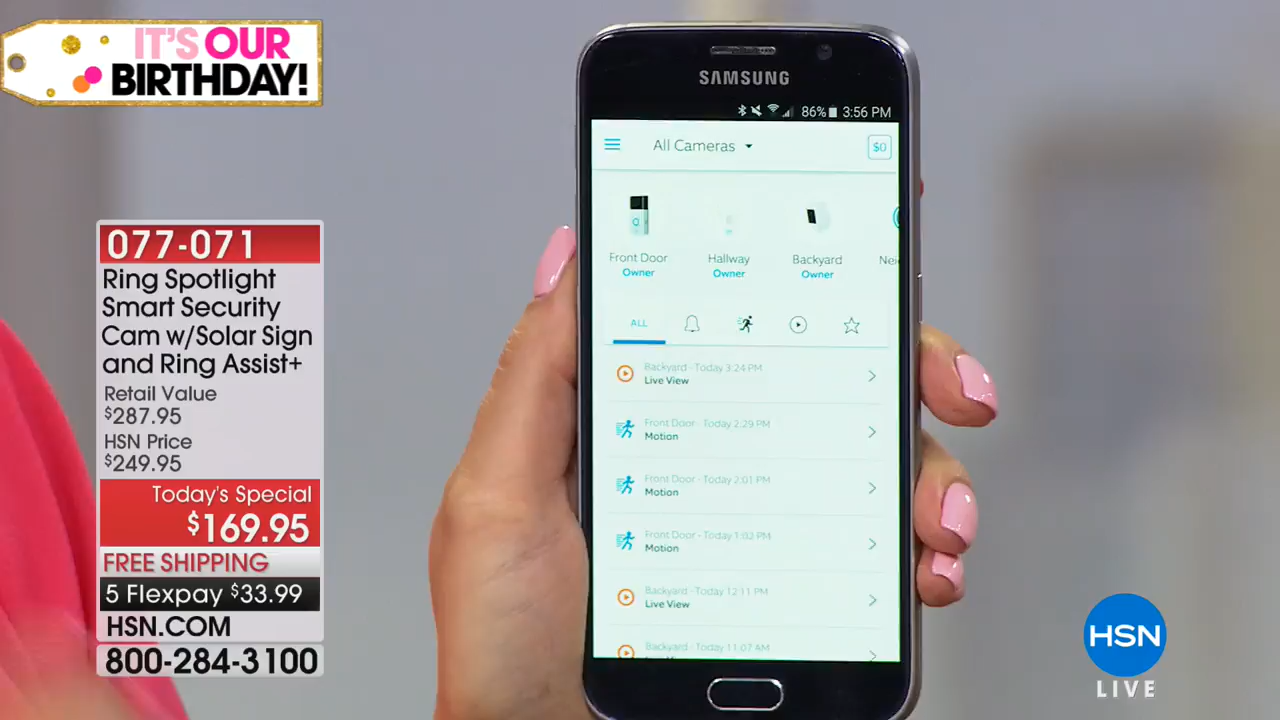 IT'S OUR
BIRTHDAY!
077-071
Ring Spotlight
Smart Security
Cam w/Solar Sign
and Ring Assist+
Retail Value
$287.95
HSN Price
$249.95
Today's Special
$169.95
FREE SHIPPING
5 Flexpay $33.99
HSN.COM
800-284-3100
SAMSUNG
86% 3:56 PM
All Cameras
$0
Front Door
Owner
Hallway
Owner
Backyard
Owner
Nei
ALL
Backyard - Today 3:24 PM
Live View
Front Door - Today 2:29 PM
Motion
Front Door - Today 2:01 PM
Motion
Front Door - Today 1:02 PM
Motion
Backyard - Today 12:11 PM
Live View
Backyard - Today 11:07 AM
HSN
LIVE